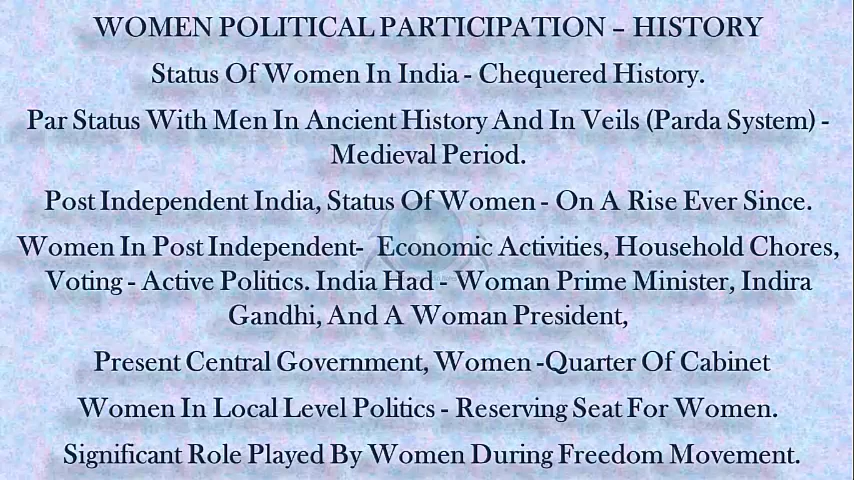 WOMEN POLITICAL PARTICIPATION – HISTORY
Status Of Women In India - Chequered History.
Par Status With Men In Ancient History And In Veils (Parda System) -
Medieval Period.
Post Independent India, Status Of Women - On A Rise Ever Since.
Women In Post Independent-  Economic Activities, Household Chores,
Voting - Active Politics. India Had - Woman Prime Minister, Indira
Gandhi, And A Woman President,
Present Central Government, Women -Quarter Of Cabinet
Women In Local Level Politics - Reserving Seat For Women.
Significant Role Played By Women During Freedom Movement.